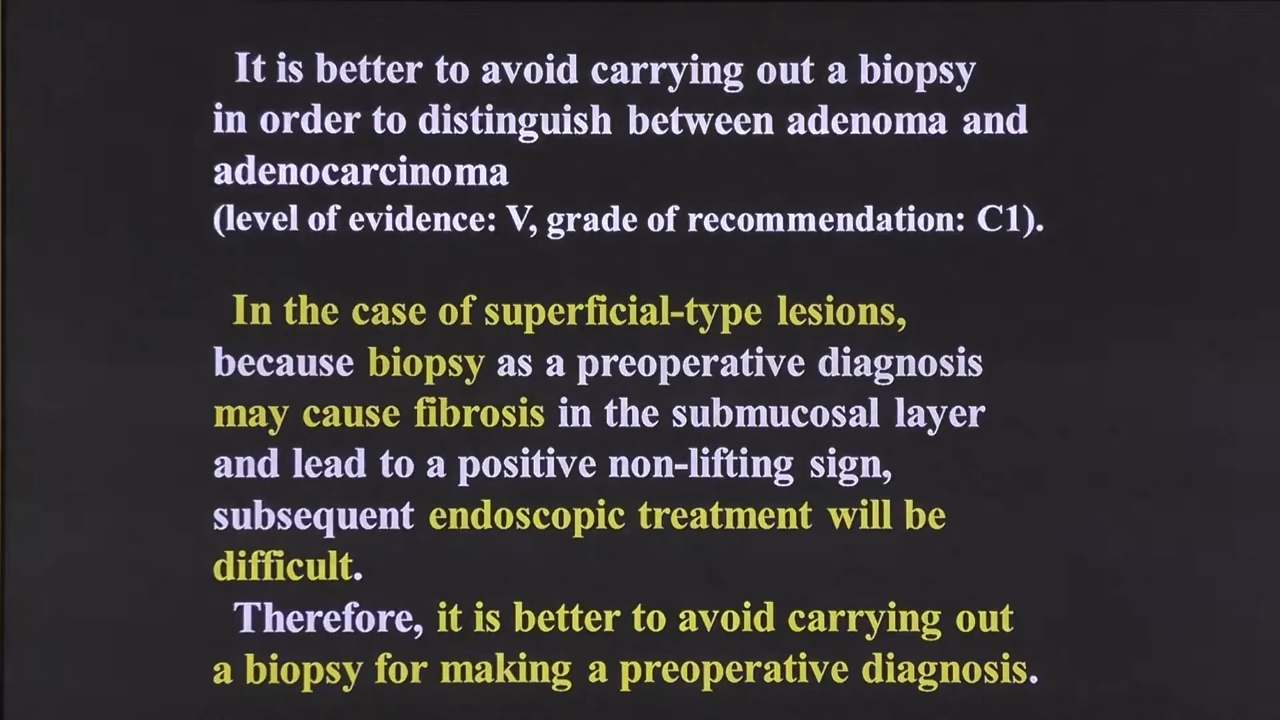 It is better to avoid carrying out a biopsy
in order to distinguish between adenoma and
adenocarcinoma
(level of evidence: V, grade of recommendation: C1).
In the case of superficial-type lesions,
because biopsy as a preoperative diagnosis
may cause fibrosis in the submucosal layer
and lead to a positive non-lifting sign,
subsequent endoscopic treatment will be
difficult.
Therefore, it is better to avoid carrying out
a biopsy for making a preoperative diagnosis.